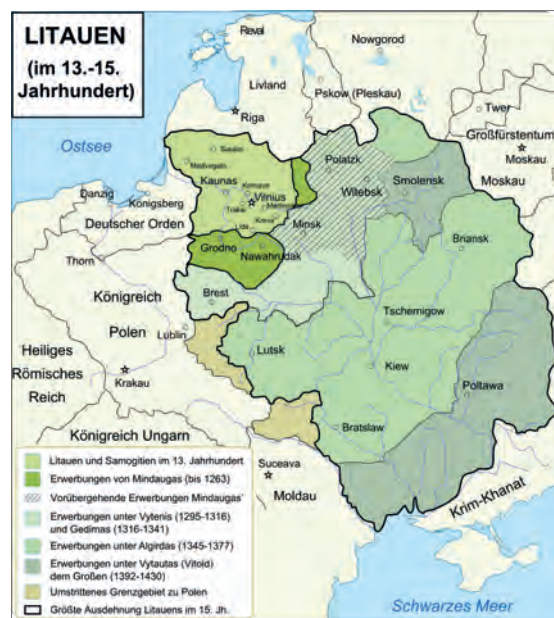 LITAUEN
(im 13.-15.
Jahrhundert)
Reval
Nowgorod
Livland
Pskow (Pleskau)
Riga
Twer
Großfürstentum
Moskau
Moskau
Ostsee
Polatzk
Witebsk
Smolensk
Kaunas
Kernave
Vilnius
Trakai
Lida
Danzig
Königsberg
Deutscher Orden
Minsk
Grodno
Nawahrudak
Briansk
Thorn
Königreich
Polen
Brest
Tschernigow
Lublin
Heiliges
Römisches
Reich
Lutsk
Kiew
Krakau
Poltawa
Königreich Ungarn
Bratslaw
Suceava
Moldau
Krim-Khanat
Litauen und Samogitien im 13. Jahrhundert
Erwerbungen von Mindaugas (bis 1263)
Vorübergehende Erwerbungen Mindaugas'
Erwerbungen unter Vytenis (1295-1316)
und Gedimas (1316-1341)
Erwerbungen unter Algirdas (1345-1377)
Erwerbungen unter Vytautas (Vitold)
dem Großen (1392-1430)
Umstrittenes Grenzgebiet zu Polen
Größte Ausdehnung Litauens im 15. Jh.
Schwarzes Meer